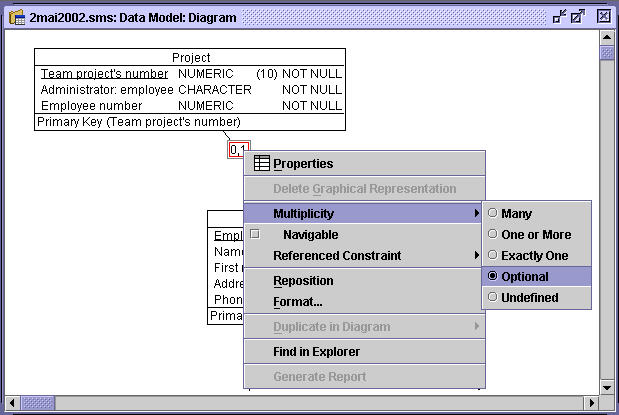 2mai2002.sms: Data Model: Diagram
Project
Team project's number NUMERIC (10) NOT NULL
Administrator: employee CHARACTER NOT NULL
Employee number NUMERIC NOT NULL
Primary Key (Team project's number)
0,1
Properties
Delete Graphical Representation
Multiplicity
Many
Navigable
One or More
Referenced Constraint
Exactly One
Reposition
Optional
Format...
Undefined
Duplicate in Diagram
Find in Explorer
Generate Report
Empl
Name
First n
Addre
Phon
Prima